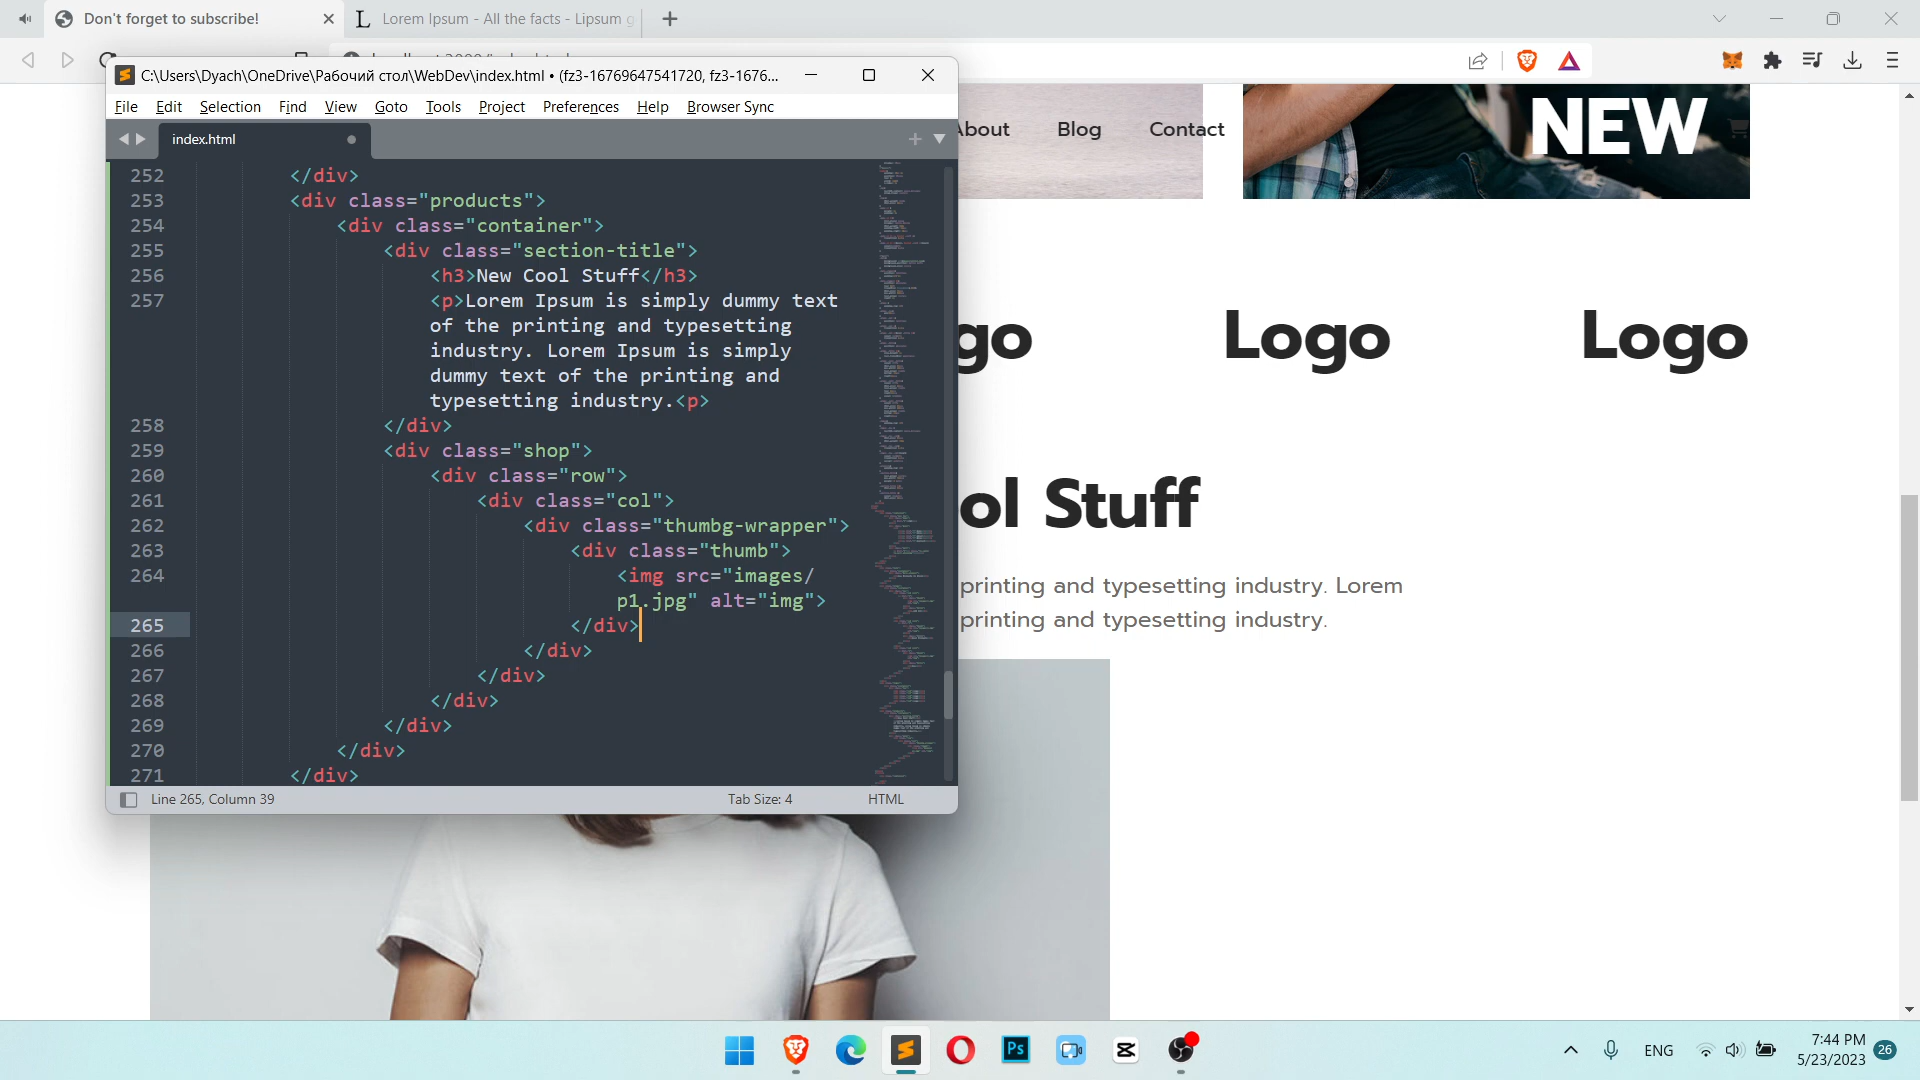 Don't forget to subscribe!
Lorem Ipsum - All the facts - Lipsum g
C:\Users\Dyach\OneDrive\Рабочий стол\WebDev\index.html • (fz3-16769647541720, fz3-1676...
File Edit Selection Find View Goto Tools Project Preferences Help Browser Sync
index.html
252 </div>
253 <div class="products">
254 <div class="container">
255 <div class="section-title">
256 <h3>New Cool Stuff</h3>
257 <p>Lorem Ipsum is simply dummy text
of the printing and typesetting
industry. Lorem Ipsum is simply
dummy text of the printing and
typesetting industry.<p>
258 </div>
259 <div class="shop">
260 <div class="row">
261 <div class="col">
262 <div class="thumbg-wrapper">
263 <div class="thumb">
264 <img src="images/
p1.jpg" alt="img">
265 </div>
266 </div>
267 </div>
268 </div>
269 </div>
270 </div>
271 </div>
Line 265, Column 39
Tab Size: 4
HTML
About Blog Contact
NEW
go Logo Logo
ol Stuff
printing and typesetting industry. Lorem
printing and typesetting industry.
Ps
ENG
7:44 PM
5/23/2023
26